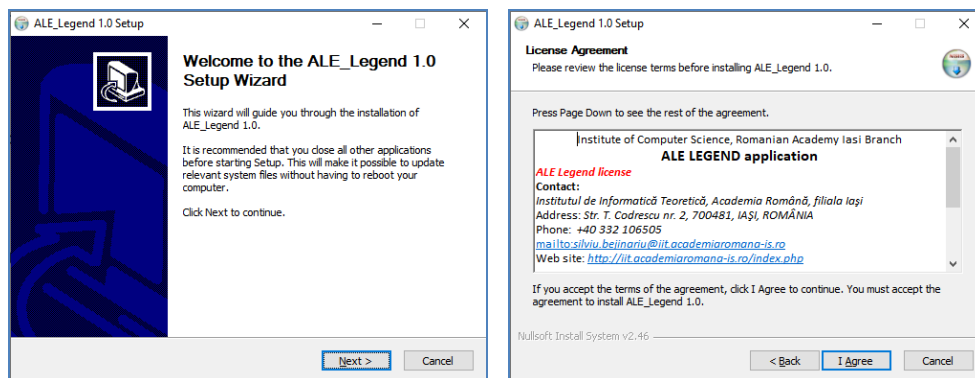 ALE_Legend 1.0 Setup
Welcome to the ALE_Legend 1.0
Setup Wizard
This wizard will guide you through the installation of
ALE_Legend 1.0.
It is recommended that you close all other applications
before starting Setup. This will make it possible to update
relevant system files without having to reboot your
computer.
Click Next to continue.
Next >
Cancel
ALE_Legend 1.0 Setup
License Agreement
Please review the license terms before installing ALE_Legend 1.0.
Press Page Down to see the rest of the agreement.
Institute of Computer Science, Romanian Academy Iasi Branch
ALE LEGEND application
ALE Legend license
Contact:
Institutul de Informatică Teoretică, Academia Română, filiala Iaşi
Address: Str. T. Codrescu nr. 2, 700481, IAŞI, ROMÂNIA
Phone: +40 332 106505
mailto:silviu.bejinariu@iit.academiaromana-is.ro
Web site: http://iit.academiaromana-is.ro/index.php
If you accept the terms of the agreement, click I Agree to continue. You must accept the
agreement to install ALE_Legend 1.0.
Nullsoft Install System v2.46
< Back
I Agree
Cancel